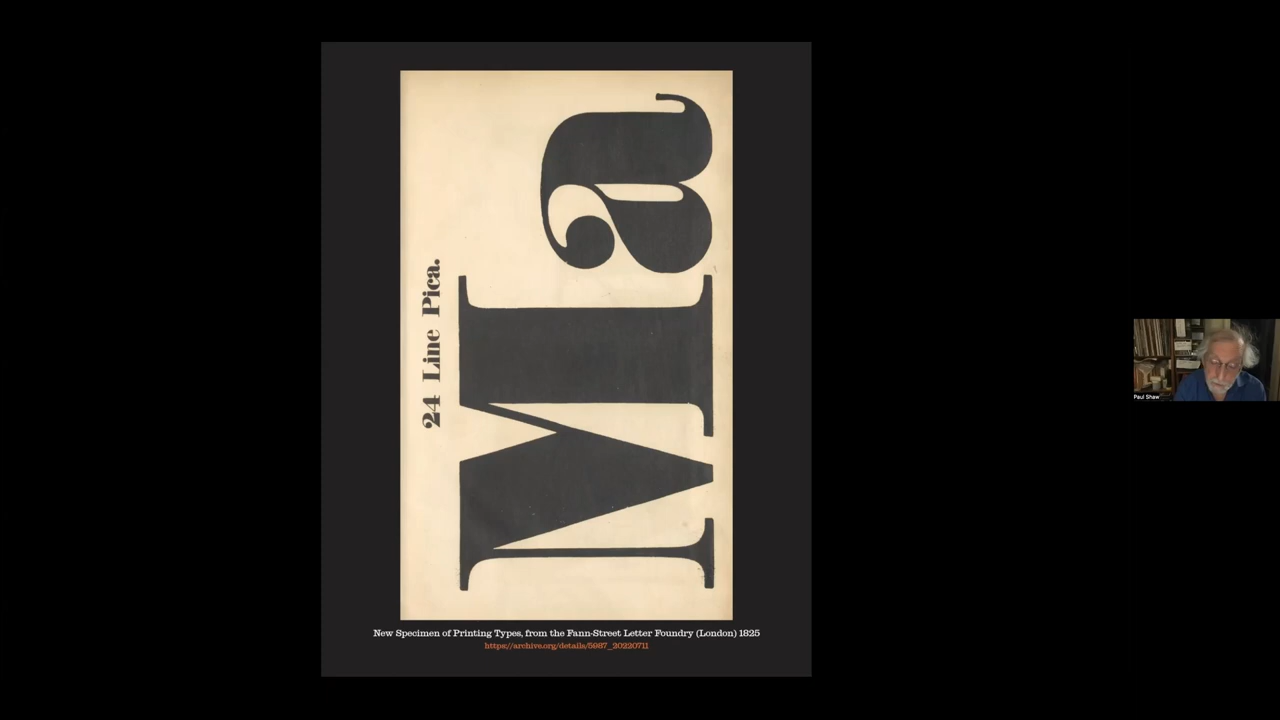 24 Line Pica.
Ma
New Specimen of Printing Types, from the Fann-Street Letter Foundry (London) 1825
https://archive.org/details/5987_20220711
Paul Shaw